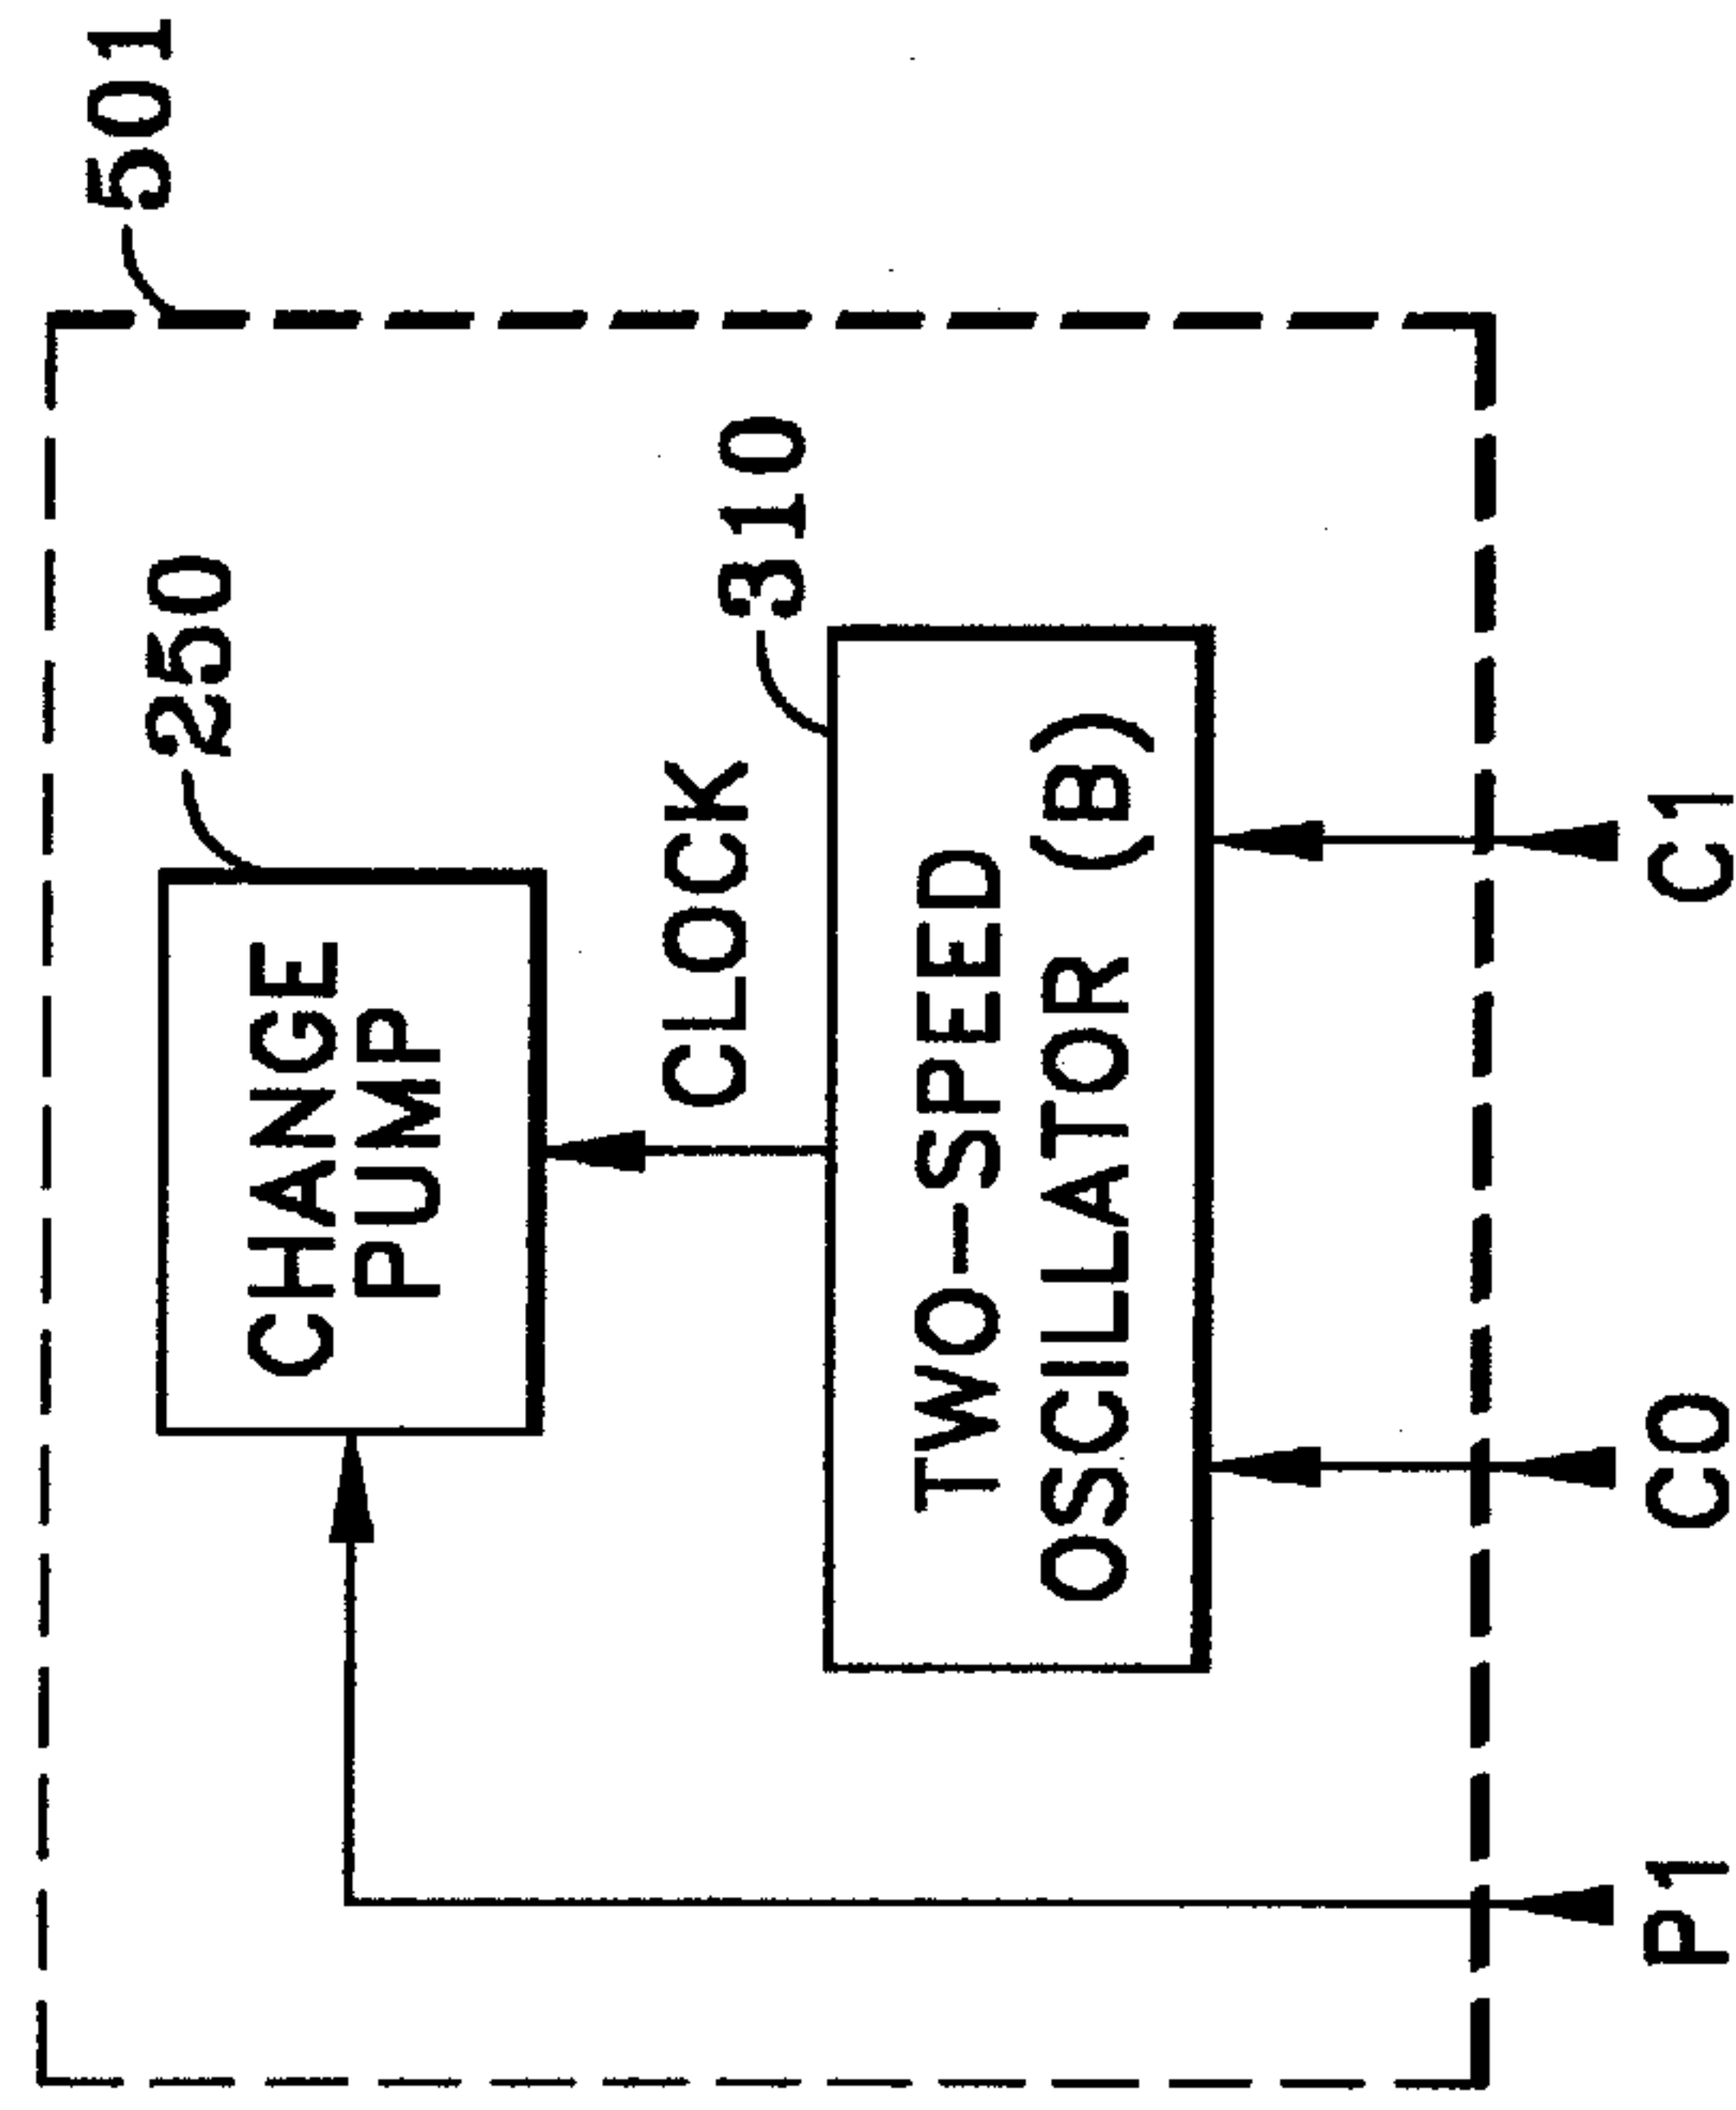 501
250
CHANGE
PUMP
CLOCK
310
TWO-SPEED
OSCILLATOR (B)
P1
C0
C1